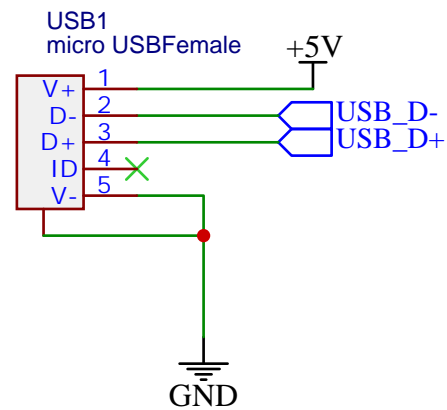 USB1
micro USBFemale
+5V
V+ 1
D- 2
USB_D-
D+ 3
USB_D+
ID 4
V- 5
GND